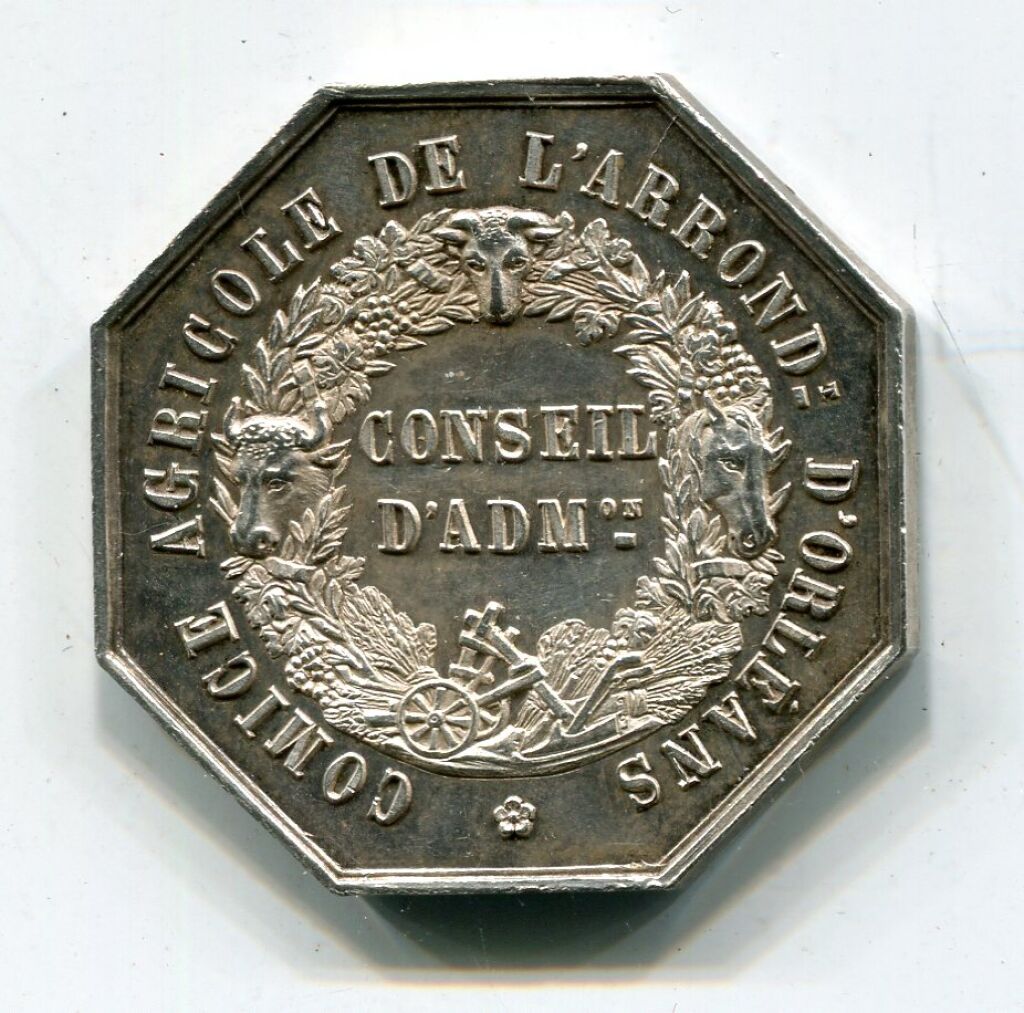 COMICE AGRICOLE DE L'ARRONDT D'ORLÉANS
CONSEIL
D'ADMON